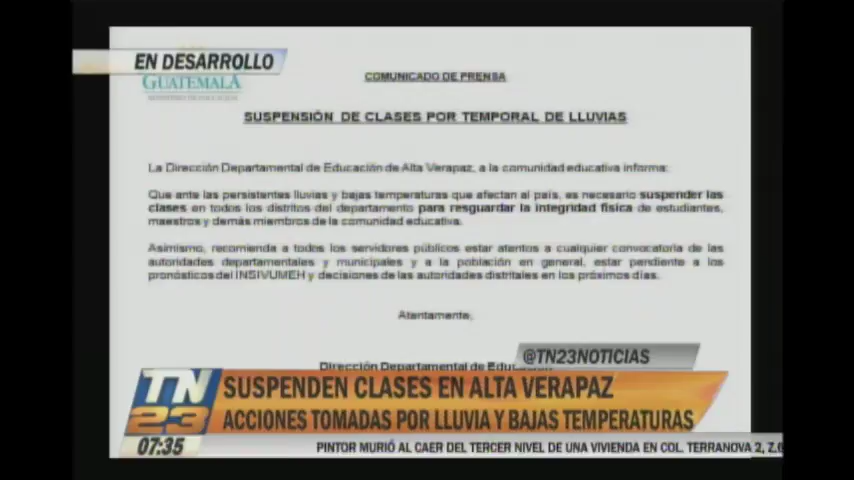 EN DESARROLLO
GUATEMALA
COMUNICADO DE PRENSA
SUSPENSIÓN DE CLASES POR TEMPORAL DE LLUVIAS
La Dirección Departamental de Educación de Alta Verapaz, a la comunidad educativa informa:
Que ante las persistentes lluvias y bajas temperaturas que afectan al país, es necesario suspender las
clases en todos los distritos del departamento para resguardar la integridad física de estudiantes,
maestros y demás miembros de la comunidad educativa.
Asimismo, recomienda a todos los servidores públicos estar atentos a cualquier convocatoria de las
autoridades departamentales y municipales y a la población en general, estar pendiente a los
pronósticos del INSIVUMEH y decisiones de las autoridades distritales en los próximos días.
Atentamente,
Dirección Departamental de
@TN23NOTICIAS
TN
23
SUSPENDEN CLASES EN ALTA VERAPAZ
ACCIONES TOMADAS POR LLUVIA Y BAJAS TEMPERATURAS
07:35
PINTOR MURIÓ AL CAER DEL TERCER NIVEL DE UNA VIVIENDA EN COL. TERRANOVA 2, Z.6